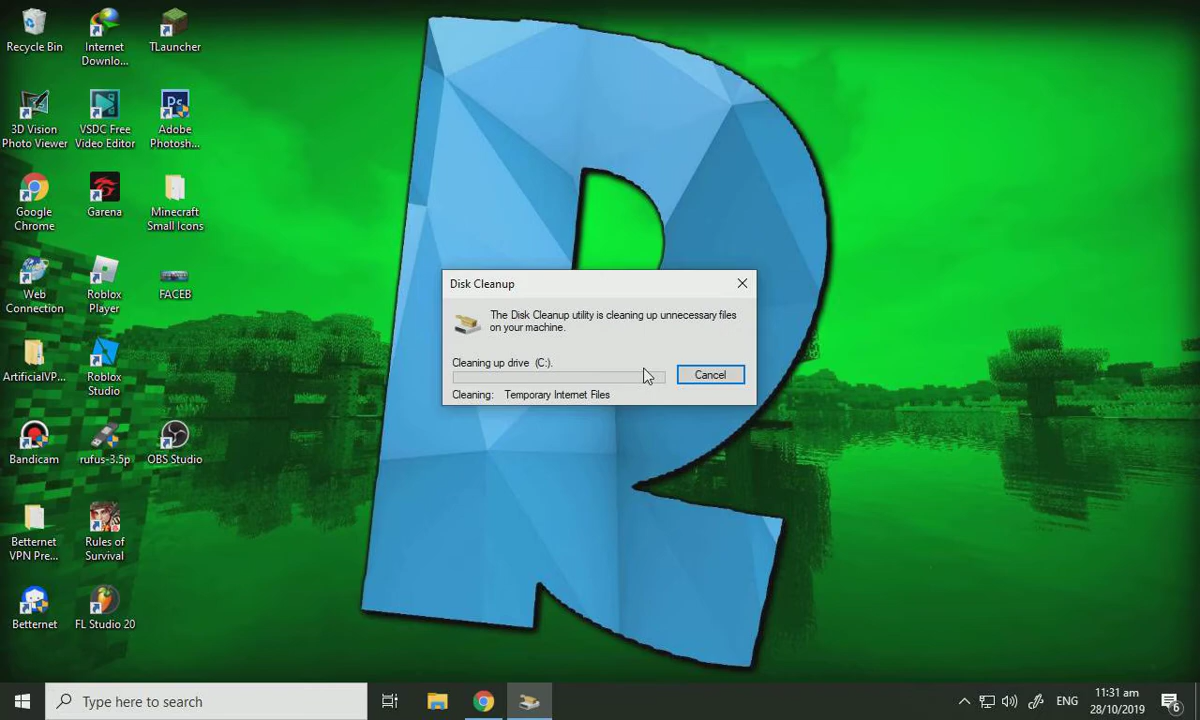 Recycle Bin
Internet
Downlo...
TLauncher
3D Vision
Photo Viewer
VSDC Free
Video Editor
Ps
Adobe
Photosh...
Google
Chrome
Garena
Minecraft
Small Icons
Web
Connection
Roblox
Player
FACEB
ArtificialVP...
Roblox
Studio
Bandicam
rufus-3.5p
OBS Studio
Betternet
VPN Pre...
Rules of
Survival
Betternet
FL Studio 20
R
Disk Cleanup
The Disk Cleanup utility is cleaning up unnecessary files
on your machine.
Cleaning up drive (C:).
Cancel
Cleaning: Temporary Internet Files
Type here to search
ENG
11:31 am
28/10/2019
6